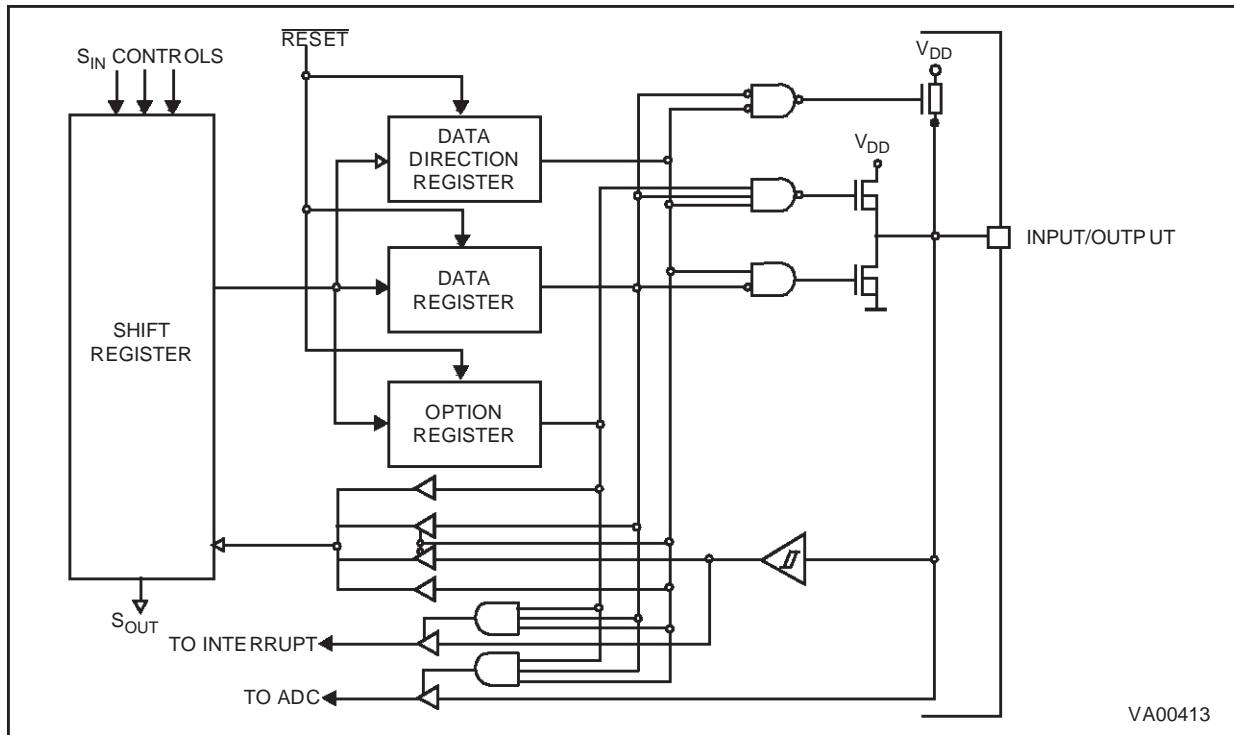 RESET
S_IN CONTROLS
V_DD
DATA
DIRECTION
REGISTER
V_DD
INPUT/OUTPUT
DATA
REGISTER
SHIFT
REGISTER
OPTION
REGISTER
S_OUT
TO INTERRUPT
TO ADC
VA00413